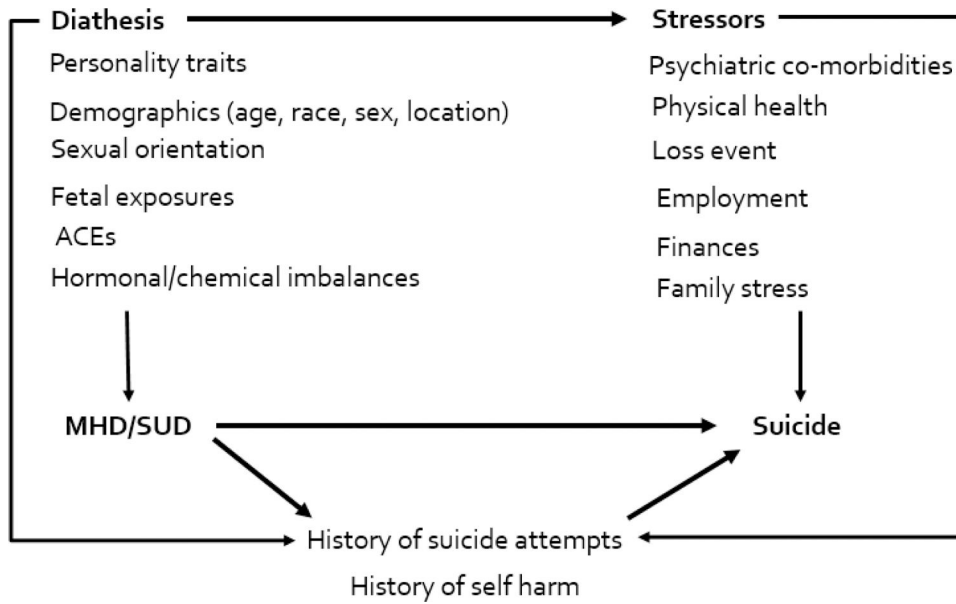 Diathesis
Personality traits
Demographics (age, race, sex, location)
Sexual orientation
Fetal exposures
ACEs
Hormonal/chemical imbalances
Stressors
Psychiatric co-morbidities
Physical health
Loss event
Employment
Finances
Family stress
MHD/SUD
Suicide
History of suicide attempts
History of self harm